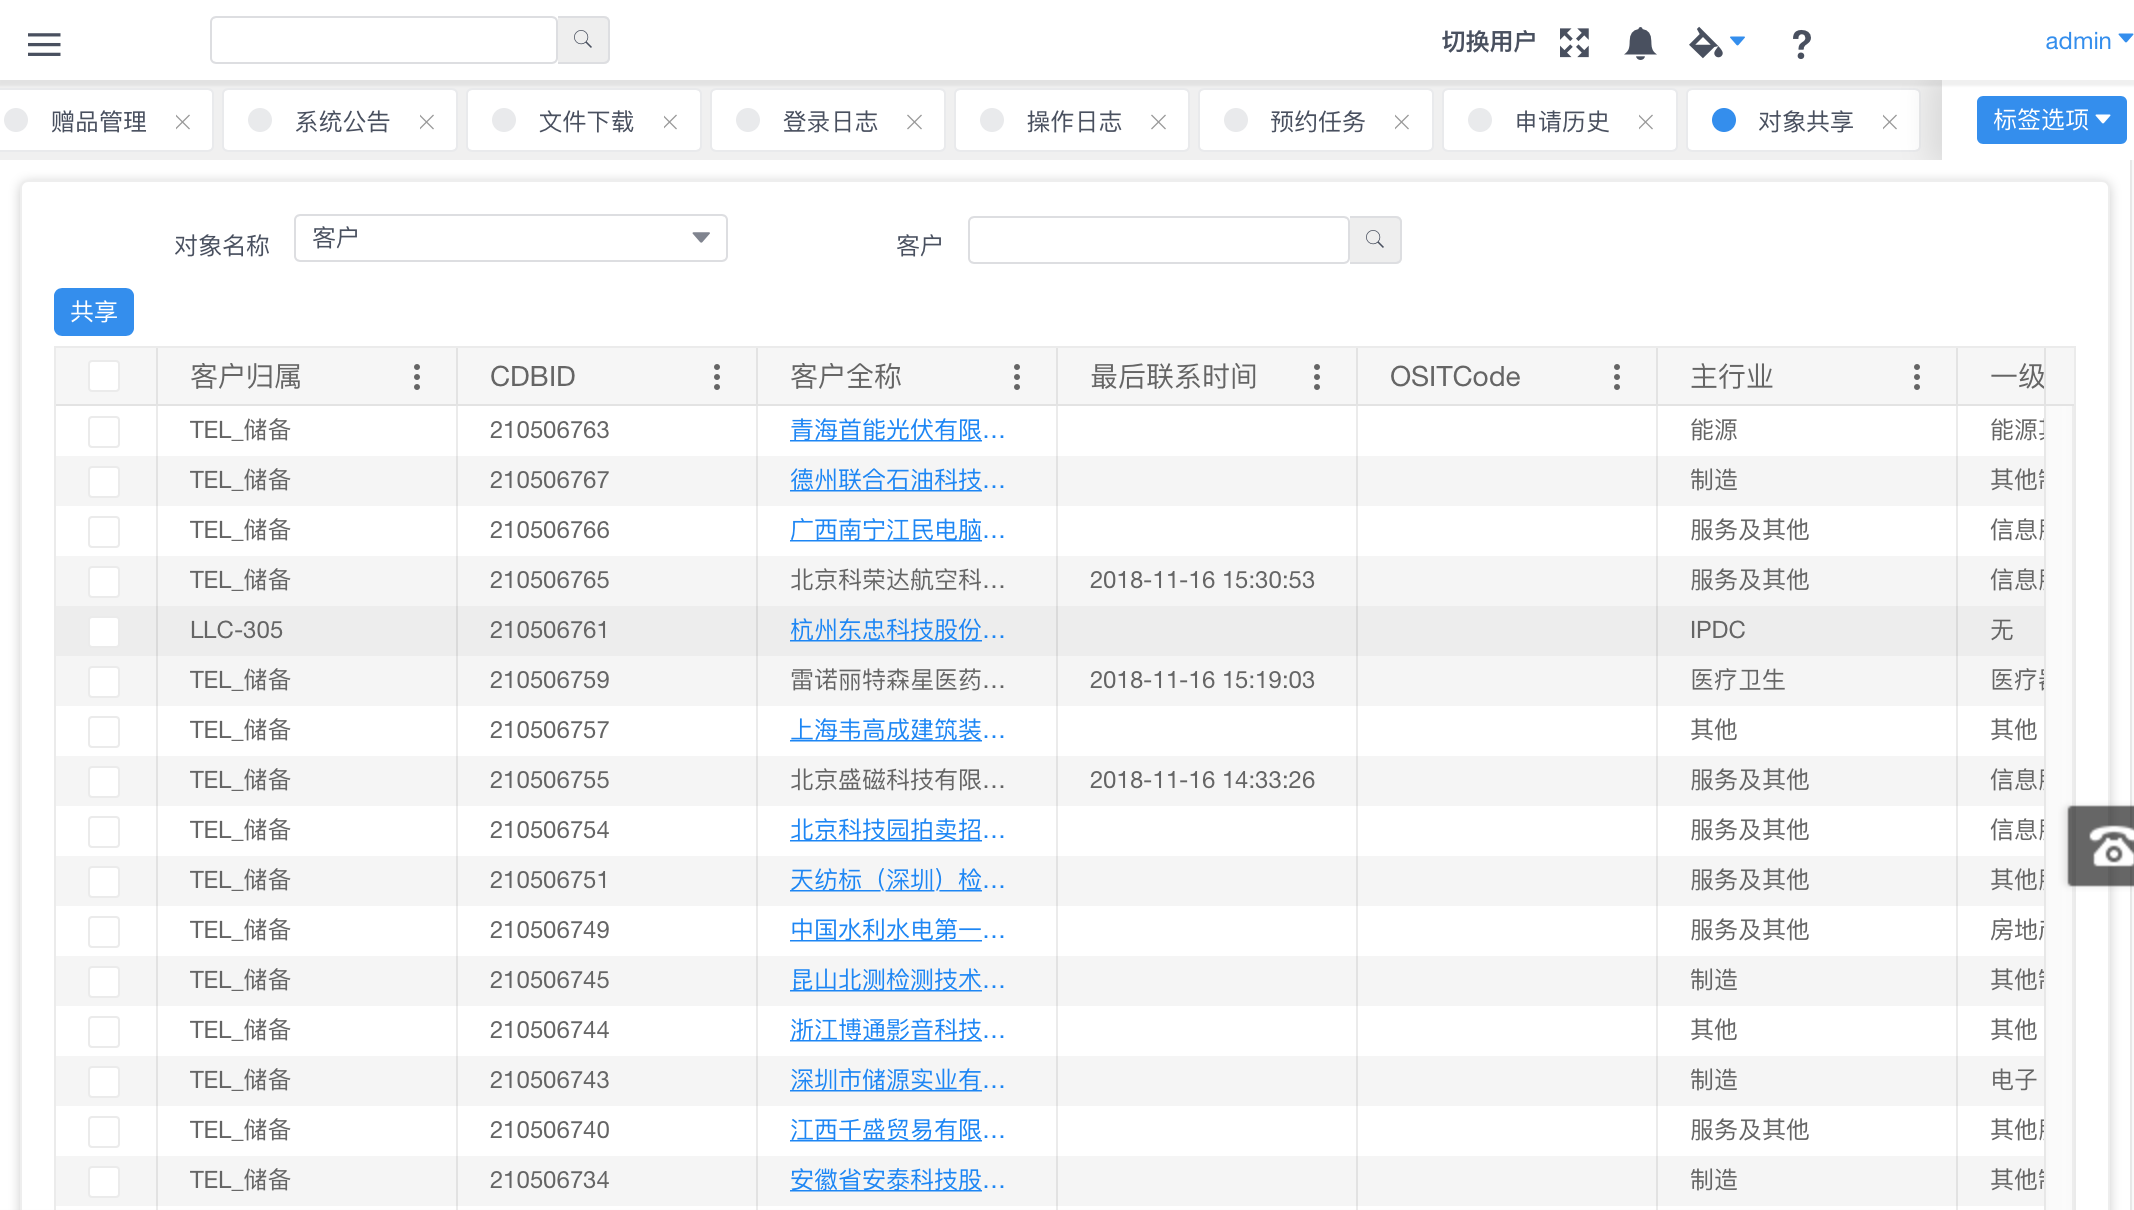 切换用户 admin
赠品管理 系统公告 文件下载 登录日志 操作日志 预约任务 申请历史 对象共享 标签选项
对象名称 客户 客户
共享
客户归属 CDBID 客户全称 最后联系时间 OSITCode 主行业 一级
TEL_储备 210506763 青海首能光伏有限... 能源 能源
TEL_储备 210506767 德州联合石油科技... 制造 其他
TEL_储备 210506766 广西南宁江民电脑... 服务及其他 信息
TEL_储备 210506765 北京科荣达航空科... 2018-11-16 15:30:53 服务及其他 信息
LLC-305 210506761 杭州东忠科技股份... IPDC 无
TEL_储备 210506759 雷诺丽特森星医药... 2018-11-16 15:19:03 医疗卫生 医疗
TEL_储备 210506757 上海韦高成建筑装... 其他 其他
TEL_储备 210506755 北京盛磁科技有限... 2018-11-16 14:33:26 服务及其他 信息
TEL_储备 210506754 北京科技园拍卖招... 服务及其他 信息
TEL_储备 210506751 天纺标（深圳）检... 服务及其他 其他
TEL_储备 210506749 中国水利水电第一... 服务及其他 房地
TEL_储备 210506745 昆山北测检测技术... 制造 其他
TEL_储备 210506744 浙江博通影音科技... 其他 其他
TEL_储备 210506743 深圳市储源实业有... 制造 电子
TEL_储备 210506740 江西千盛贸易有限... 服务及其他 其他
TEL_储备 210506734 安徽省安泰科技股... 制造 其他